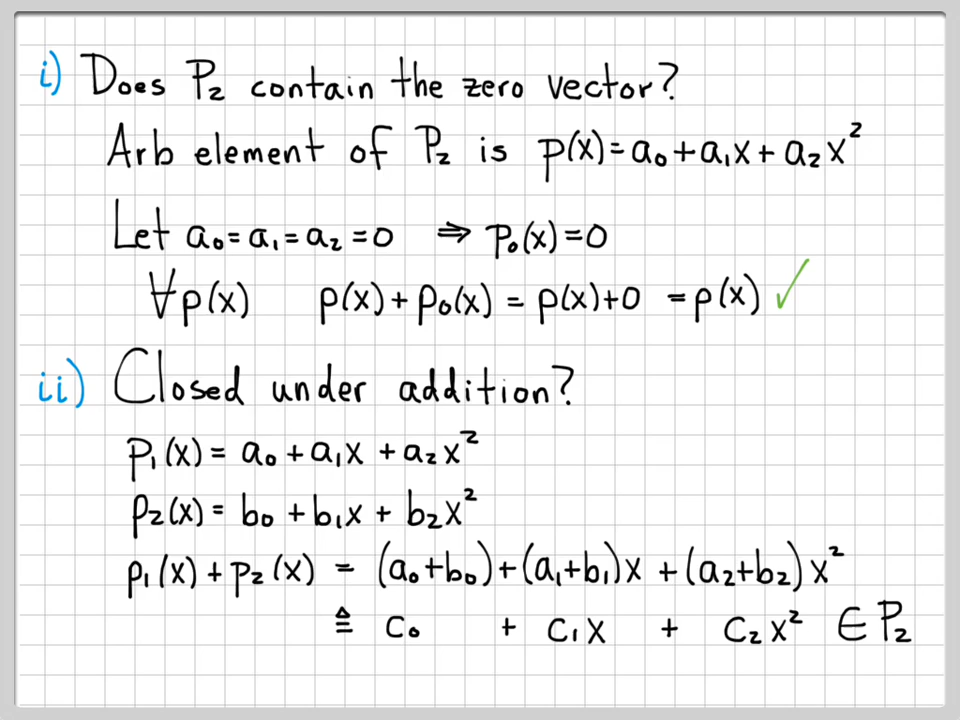 i) Does P₂ contain the zero vector?
Arb element of P₂ is p(x)=a₀+a₁x+a₂x²
Let a₀=a₁=a₂=0 ⇒ p₀(x)=0
∀p(x) p(x)+p₀(x)=p(x)+0 =p(x) ✓
ii) Closed under addition?
p₁(x)= a₀+a₁x+a₂x²
p₂(x)= b₀+b₁x+b₂x²
p₁(x)+p₂(x) = (a₀+b₀)+(a₁+b₁)x+(a₂+b₂)x²
≙ c₀ + c₁x + c₂x² ∈ P₂